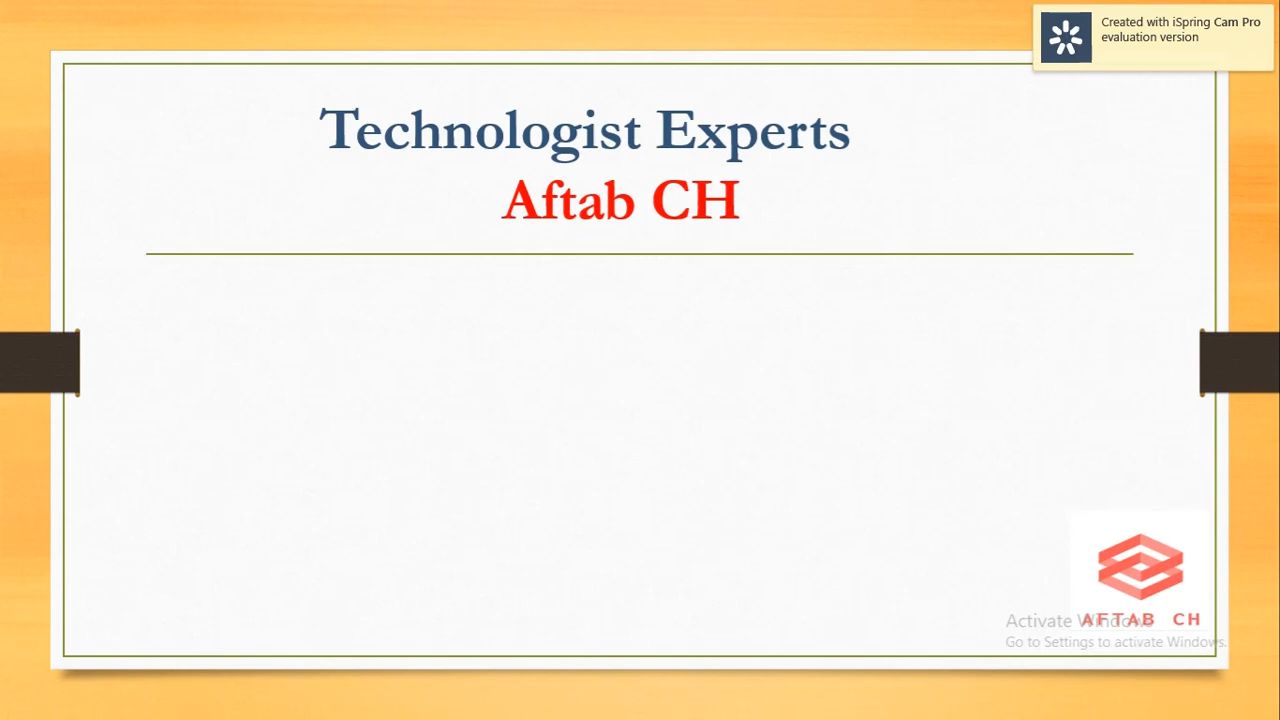 Created with iSpring Cam Pro
evaluation version
Technologist Experts
Aftab CH
AFTAB CH
Activate Windows
Go to Settings to activate Windows.